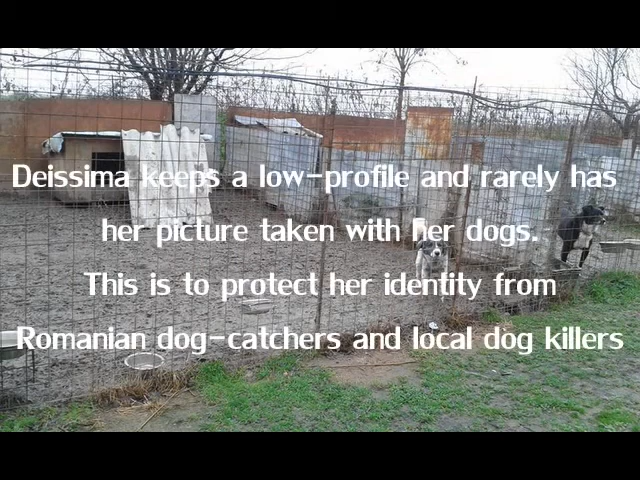 Deissima keeps a low-profile and rarely has
her picture taken with her dogs.
This is to protect her identity from
Romanian dog-catchers and local dog killers